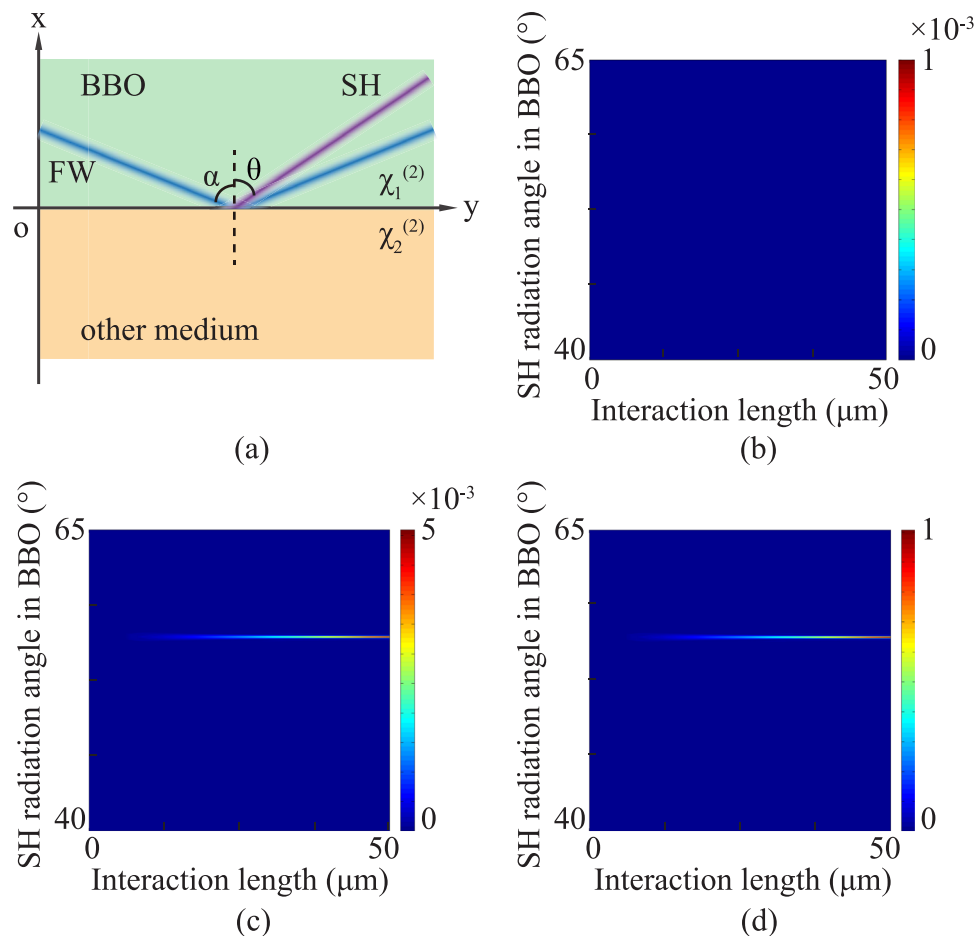 x
BBO
SH
FW
α
θ
χ₁⁽²⁾
o
y
χ₂⁽²⁾
other medium
(a)
×10⁻³
SH radiation angle in BBO (°)
65
40
0
50
Interaction length (μm)
1
0
(b)
×10⁻³
SH radiation angle in BBO (°)
65
40
0
50
Interaction length (μm)
5
0
(c)
SH radiation angle in BBO (°)
65
40
0
50
Interaction length (μm)
1
0
(d)